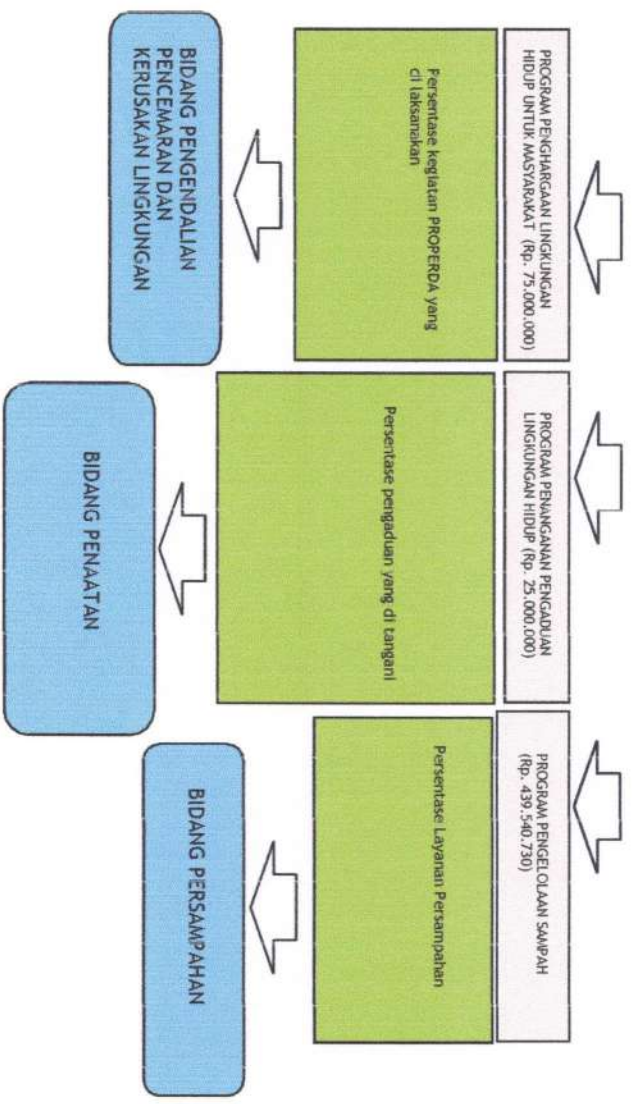 PROGRAM PENGHARGAAN LINGKUNGAN
HIDUP UNTUK MASYARAKAT (Rp. 75.000.000)
Persentase kegiatan PROPERDA yang
di laksanakan
BIDANG PENGENDALIAN
PENCEMARAN DAN
KERUSAKAN LINGKUNGAN
PROGRAM PENANGANAN PENGADUAN
LINGKUNGAN HIDUP (Rp. 25.000.000)
Persentase pengaduan yang di tangani
BIDANG PENAATAN
PROGRAM PENGELOLAAN SAMPAH
(Rp. 439.540.730)
Persentase Layanan Persampahan
BIDANG PERSAMPAHAN